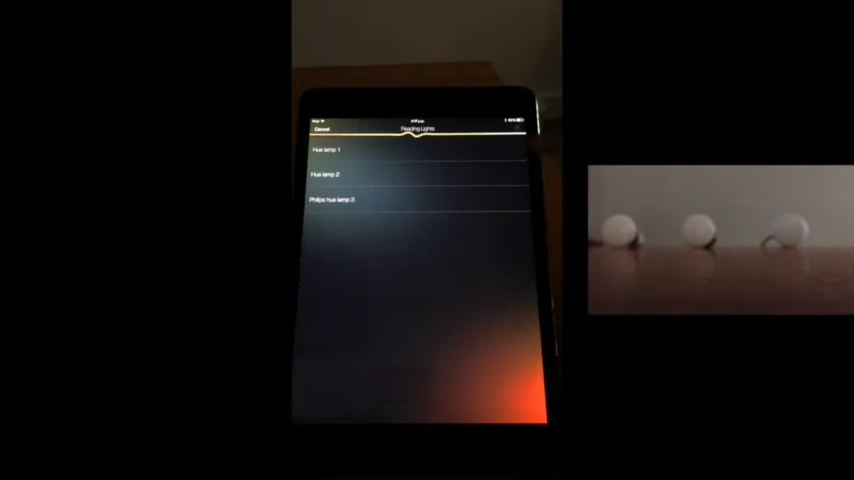 Cancel
Reading Lights
Hue lamp 1
Hue lamp 2
Philips hue lamp 3